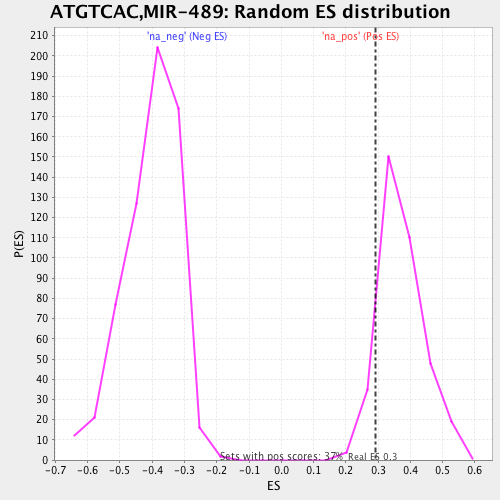 ATGTCAC,MIR-489: Random ES distribution
'na_neg' (Neg ES)
'na_pos' (Pos ES)
210
200
190
180
170
160
150
140
130
120
110
100
90
80
70
60
50
40
30
20
10
0
P(ES)
Sets with pos scores: 37%
Real ES 0.3
-0.7 -0.6 -0.5 -0.4 -0.3 -0.2 -0.1 0.0 0.1 0.2 0.3 0.4 0.5 0.6
ES